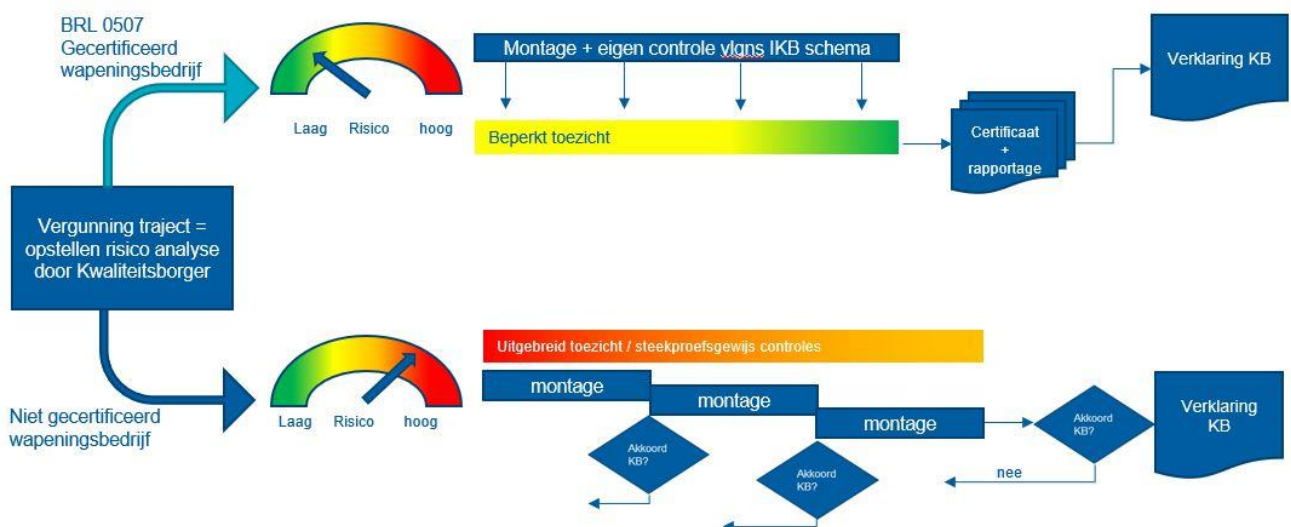 BRL 0507
Gecertificeerd
wapeningsbedrijf
Laag Risico hoog
Montage + eigen controle vlgns IKB schema
Beperkt toezicht
Certificaat
+
rapportage
Verklaring KB
Vergunning traject =
opstellen risico analyse
door Kwaliteitsborger
Niet gecertificeerd
wapeningsbedrijf
Laag Risico hoog
Uitgebreid toezicht / steekproefsgewijs controles
montage
montage
montage
Akkoord
KB?
Akkoord
KB?
Akkoord
KB?
nee
Verklaring
KB